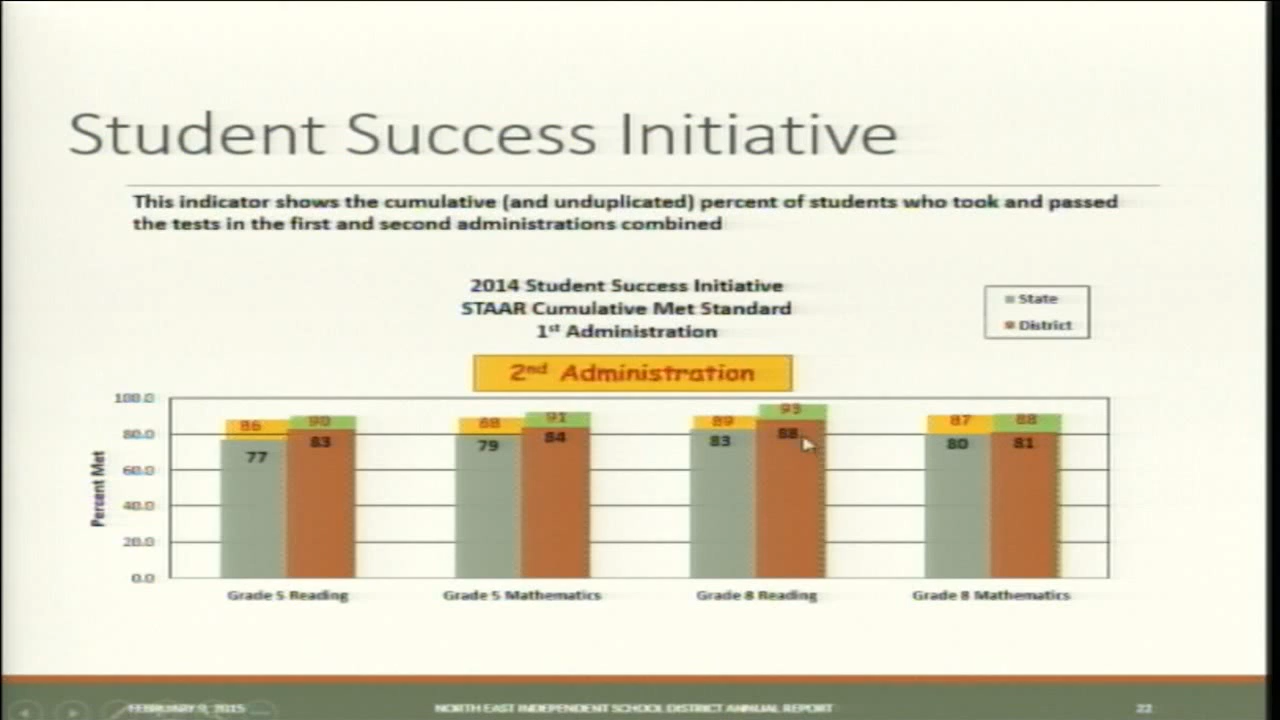 Student Success Initiative
This indicator shows the cumulative (and unduplicated) percent of students who took and passed
the tests in the first and second administrations combined
2014 Student Success Initiative
STAAR Cumulative Met Standard
1st Administration
State
District
2nd Administration
Percent Met
100.0
80.0
60.0
40.0
20.0
0.0
86 90 88 91 89 93 87 88
77 83 79 84 83 88 80 81
Grade 5 Reading Grade 5 Mathematics Grade 8 Reading Grade 8 Mathematics
FEBRUARY 9, 2015 NORTH EAST INDEPENDENT SCHOOL DISTRICT ANNUAL REPORT 22